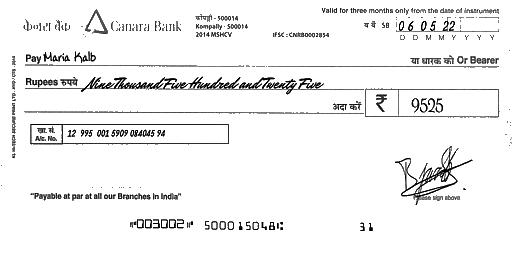 Valid for three months only from the date of instrument
केनरा बैंक Canara Bank
कोंपल्ली - 500014
Kompally - 500014
2014 MSHCV
IFSC : CNRB0002854
06 05 22
D D M M Y Y Y Y
Pay Maria Kalb
या धारक को Or Bearer
Rupees रुपये Nine Thousand Five Hundred and Twenty Five
अदा करें ₹ 9525
खा. सं.
A/c. No. 12 995 001 5909 084045 94
Please sign above
"Payable at par at all our Branches in India"
⑈003002⑈ 500015048⑆ 31